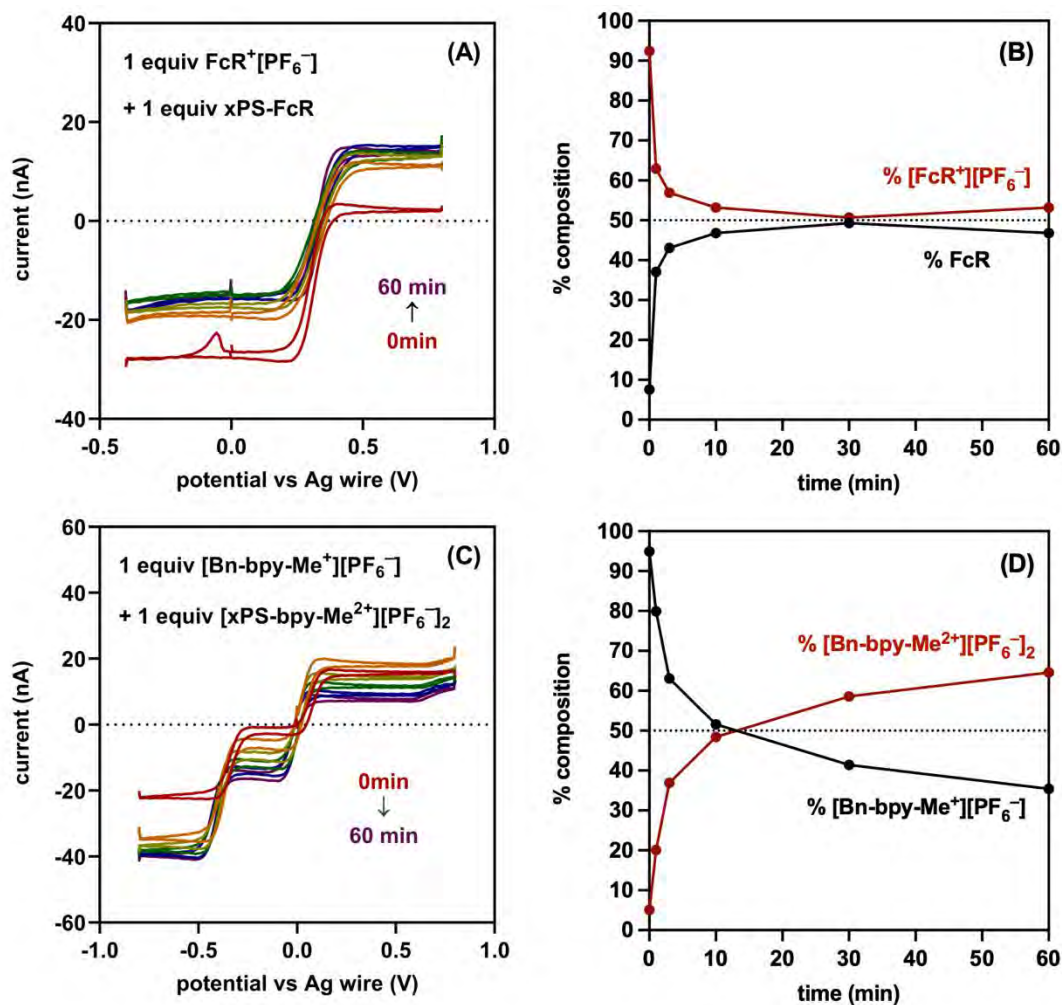 (A)
1 equiv FcR⁺[PF₆⁻]
+ 1 equiv xPS-FcR
60 min
↑
0min
40
20
0
-20
-40
current (nA)
-0.5
0.0
0.5
1.0
potential vs Ag wire (V)
(B)
% [FcR⁺][PF₆⁻]
% FcR
100
90
80
70
60
50
40
30
20
10
0
% composition
0
10
20
30
40
50
60
time (min)
(C)
1 equiv [Bn-bpy-Me⁺][PF₆⁻]
+ 1 equiv [xPS-bpy-Me²⁺][PF₆⁻]₂
0min
↓
60 min
60
40
20
0
-20
-40
-60
current (nA)
-1.0
-0.5
0.0
0.5
1.0
potential vs Ag wire (V)
(D)
% [Bn-bpy-Me²⁺][PF₆⁻]₂
% [Bn-bpy-Me⁺][PF₆⁻]
100
90
80
70
60
50
40
30
20
10
0
% composition
0
10
20
30
40
50
60
time (min)